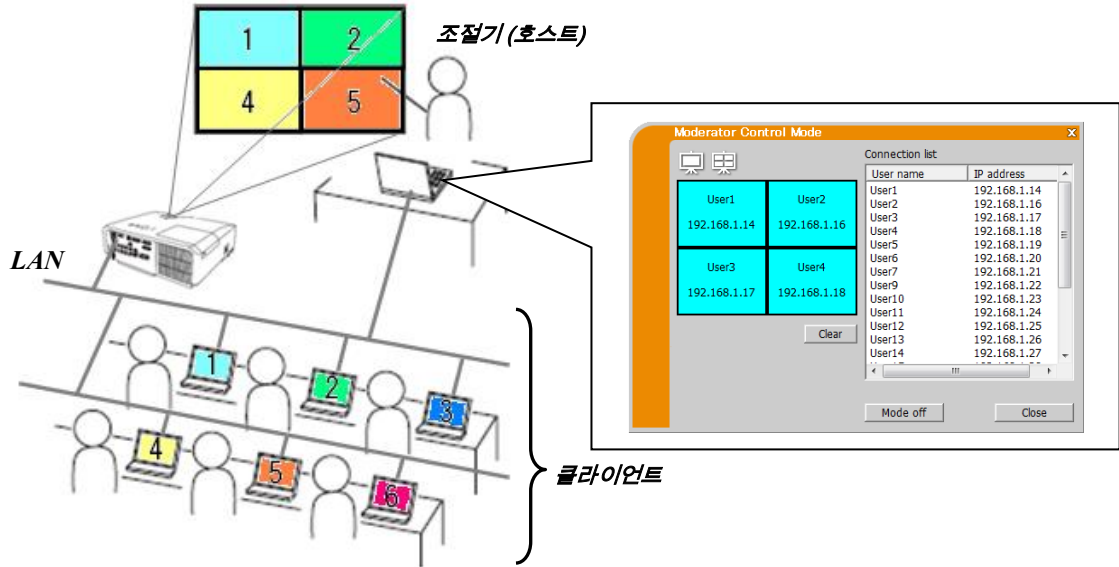 조절기 (호스트)
1
2
4
5
LAN
Moderator Control Mode
x
Connection list
User name
IP address
User1
192.168.1.14
User2
192.168.1.16
User3
192.168.1.17
User4
192.168.1.18
User1 192.168.1.14
User2 192.168.1.16
User3 192.168.1.17
User4 192.168.1.18
User5 192.168.1.19
User6 192.168.1.20
User7 192.168.1.21
User9 192.168.1.22
User10 192.168.1.23
User11 192.168.1.24
User12 192.168.1.25
User13 192.168.1.26
User14 192.168.1.27
Clear
Mode off
Close
1
2
3
4
5
6
클라이언트